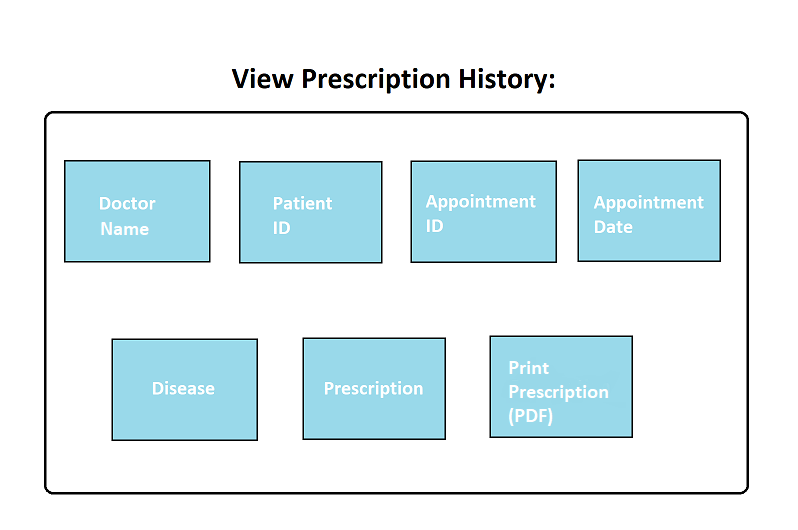 View Prescription History:
Doctor
Name
Patient
ID
Appointment
ID
Appointment
Date
Disease
Prescription
Print
Prescription
(PDF)